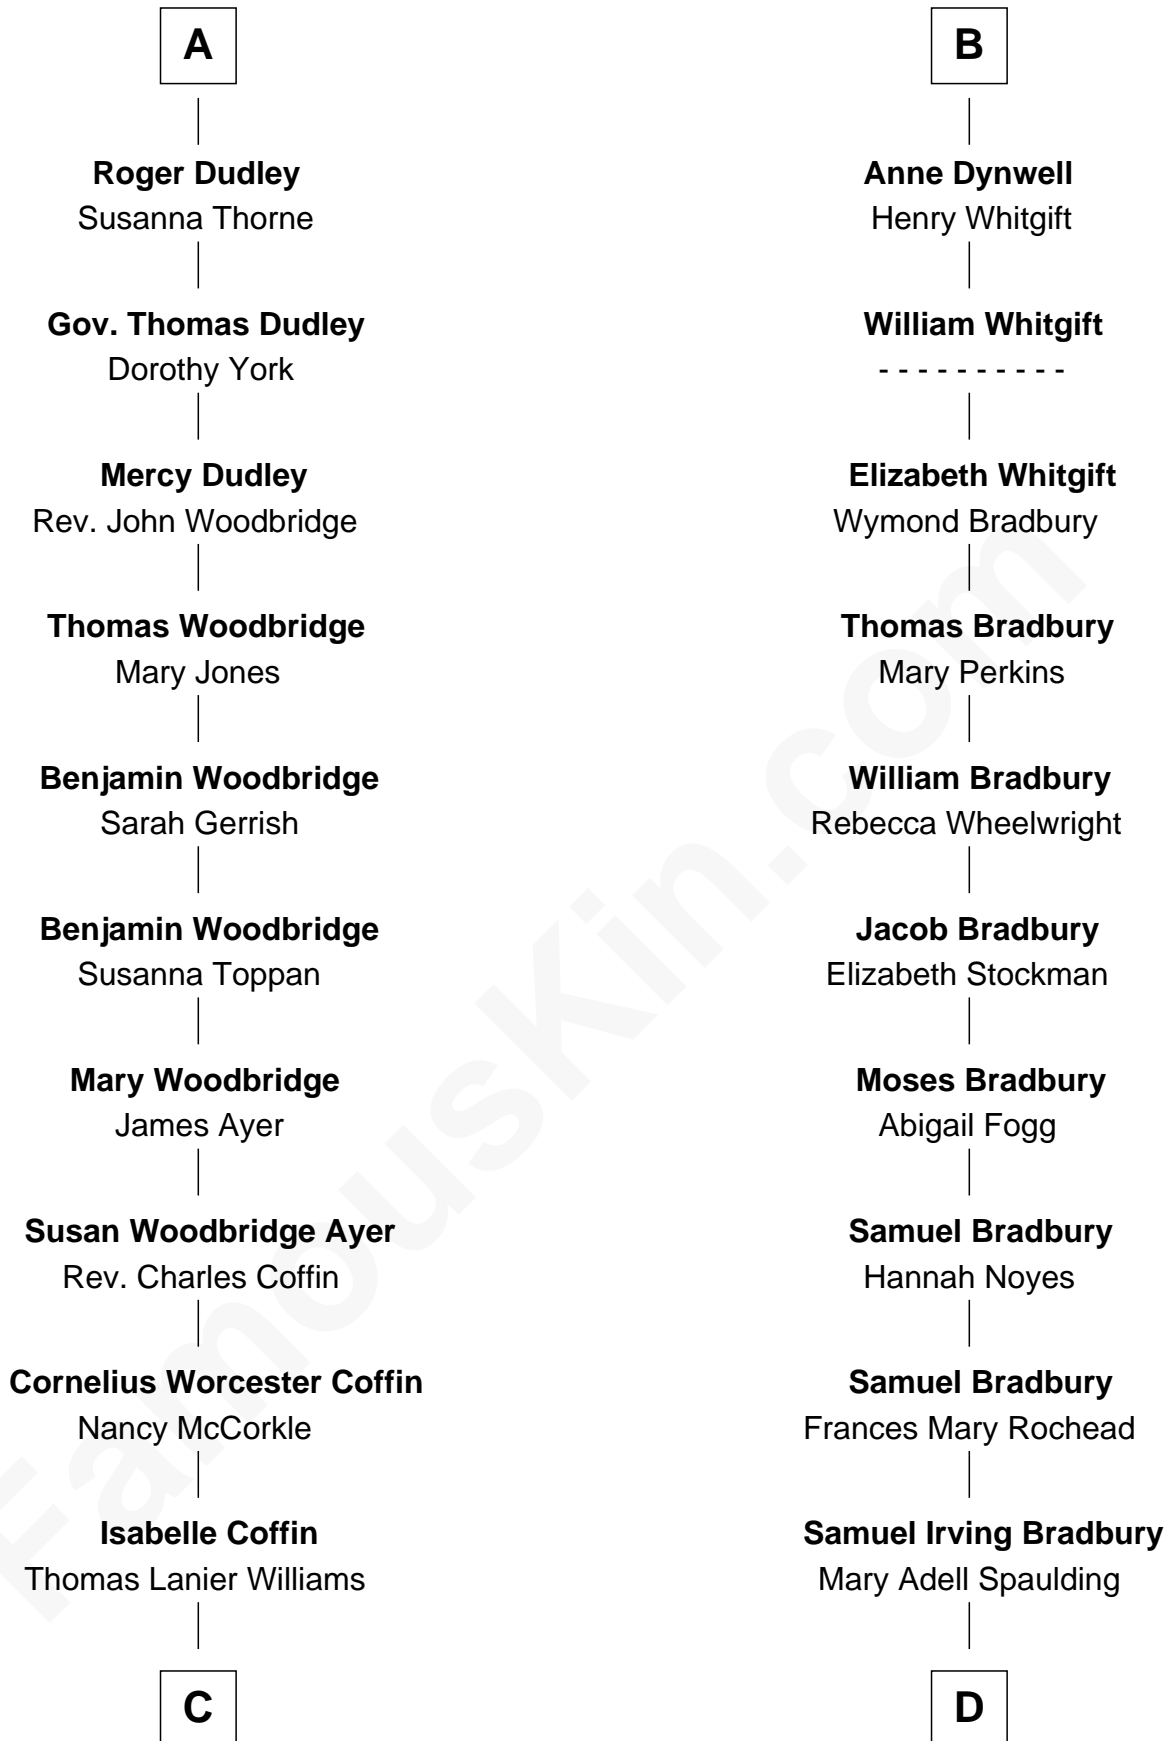 A
Roger Dudley
Susanna Thorne
Gov. Thomas Dudley
Dorothy York
Mercy Dudley
Rev. John Woodbridge
Thomas Woodbridge
Mary Jones
Benjamin Woodbridge
Sarah Gerrish
Benjamin Woodbridge
Susanna Toppan
Mary Woodbridge
James Ayer
Susan Woodbridge Ayer
Rev. Charles Coffin
Cornelius Worcester Coffin
Nancy McCorkle
Isabelle Coffin
Thomas Lanier Williams
C
B
Anne Dynwell
Henry Whitgift
William Whitgift
- - - - - - - - - -
Elizabeth Whitgift
Wymond Bradbury
Thomas Bradbury
Mary Perkins
William Bradbury
Rebecca Wheelwright
Jacob Bradbury
Elizabeth Stockman
Moses Bradbury
Abigail Fogg
Samuel Bradbury
Hannah Noyes
Samuel Bradbury
Frances Mary Rochead
Samuel Irving Bradbury
Mary Adell Spaulding
D
FamousKin.com